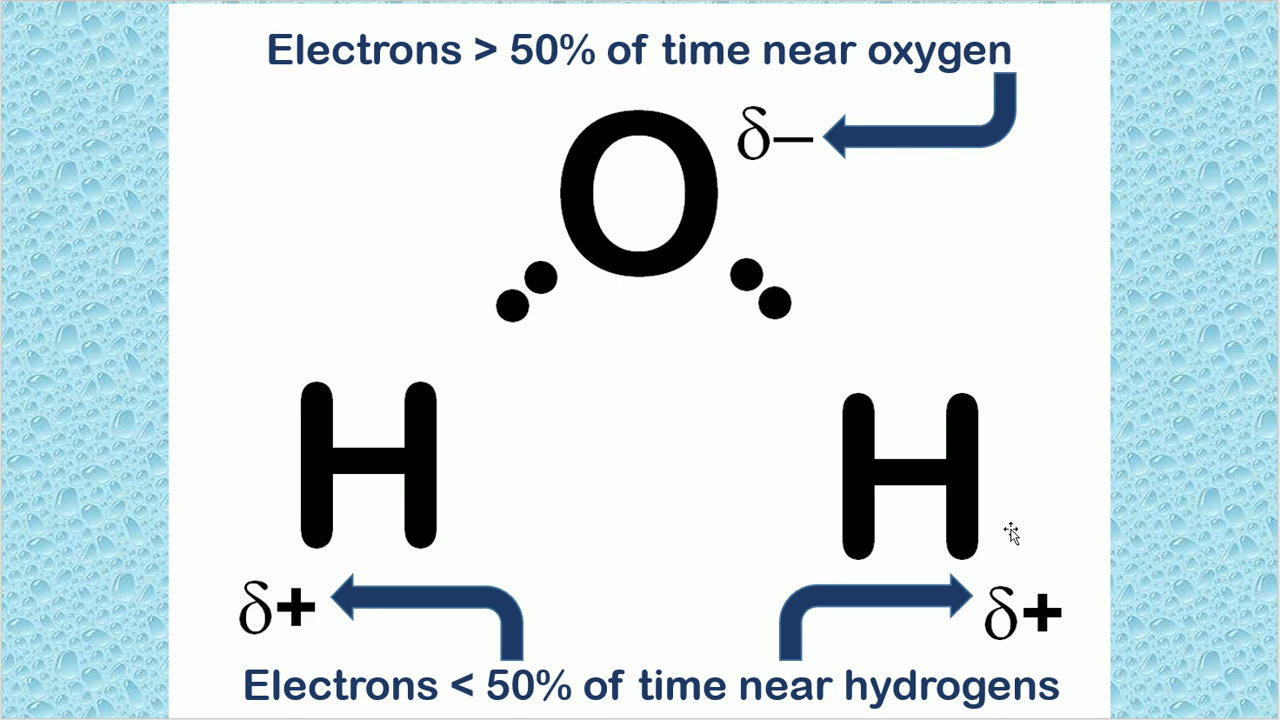 Electrons > 50% of time near oxygen
O δ–
H H
δ+ δ+
Electrons < 50% of time near hydrogens